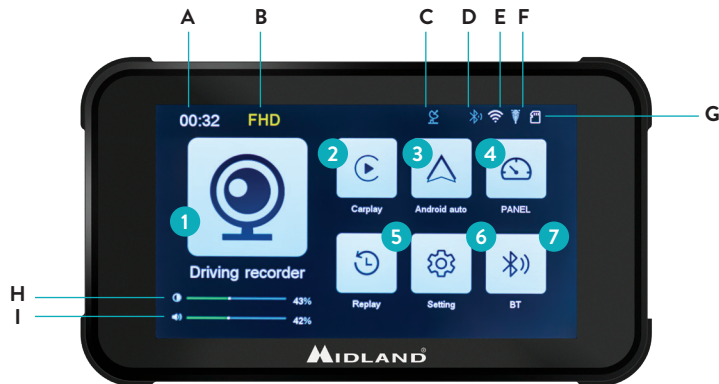 A B C D E F
G
00:32 FHD
2 3 4
Carplay Android auto PANEL
1
5 6 7
Driving recorder
Replay Setting BT
H 43%
I 42%
MIDLAND®